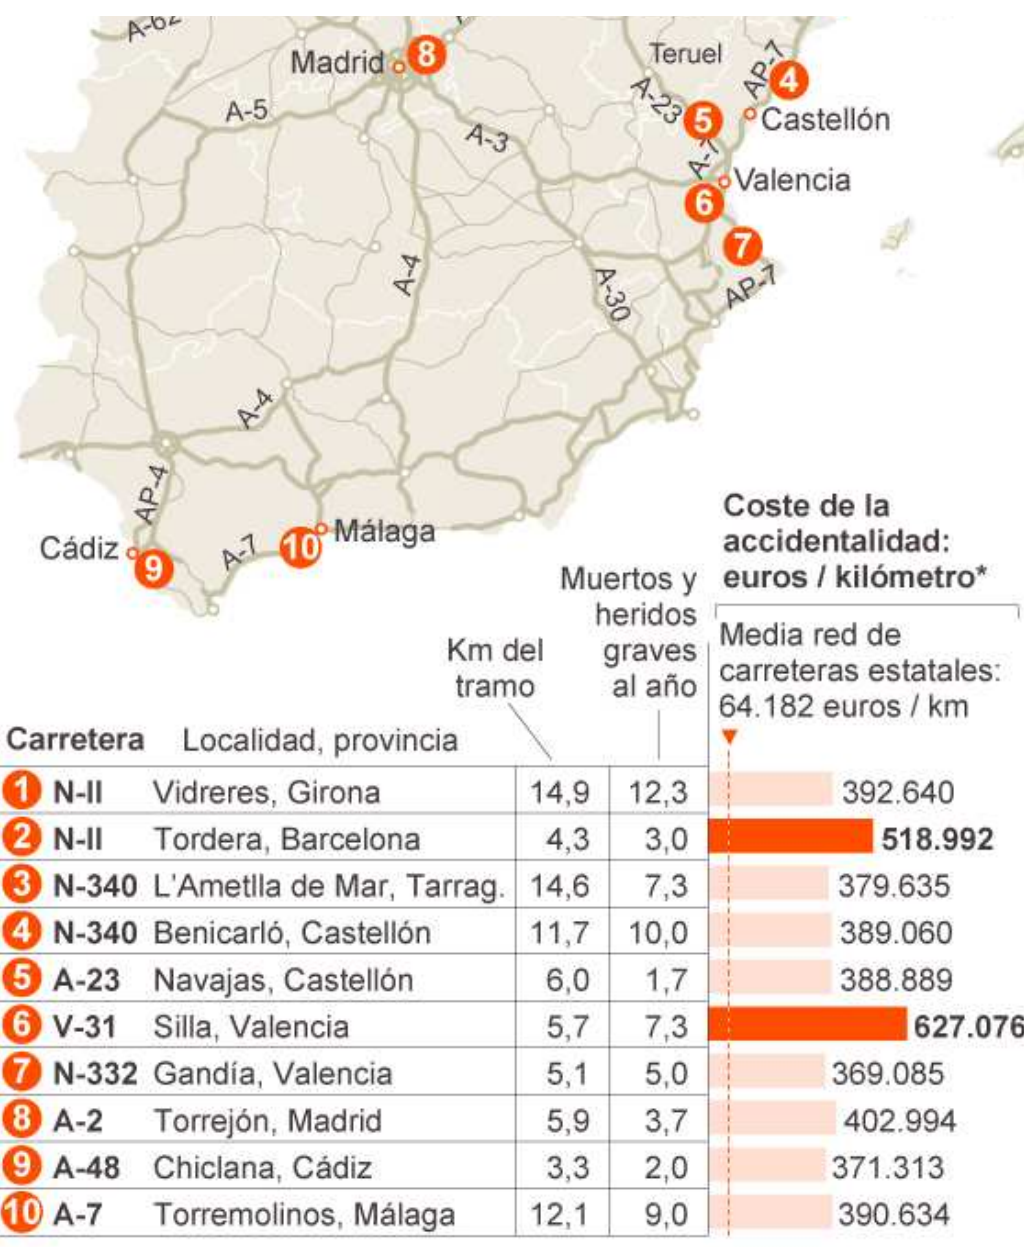 A-62
Madrid
8
Teruel
AP-7
4
A-5
A-23
5
Castellón
A-3
A-7
Valencia
6
7
A-4
A-30
AP-7
A-4
AP-4
Málaga
Cádiz
9
A-7
10
Coste de la
accidentalidad:
euros / kilómetro*
Muertos y
heridos
graves
al año
Km del
tramo
Media red de
carreteras estatales:
64.182 euros / km
Carretera Localidad, provincia
1 N-II Vidreres, Girona 14,9 12,3 392.640
2 N-II Tordera, Barcelona 4,3 3,0 518.992
3 N-340 L'Ametlla de Mar, Tarrag. 14,6 7,3 379.635
4 N-340 Benicarló, Castellón 11,7 10,0 389.060
5 A-23 Navajas, Castellón 6,0 1,7 388.889
6 V-31 Silla, Valencia 5,7 7,3 627.076
7 N-332 Gandía, Valencia 5,1 5,0 369.085
8 A-2 Torrejón, Madrid 5,9 3,7 402.994
9 A-48 Chiclana, Cádiz 3,3 2,0 371.313
10 A-7 Torremolinos, Málaga 12,1 9,0 390.634